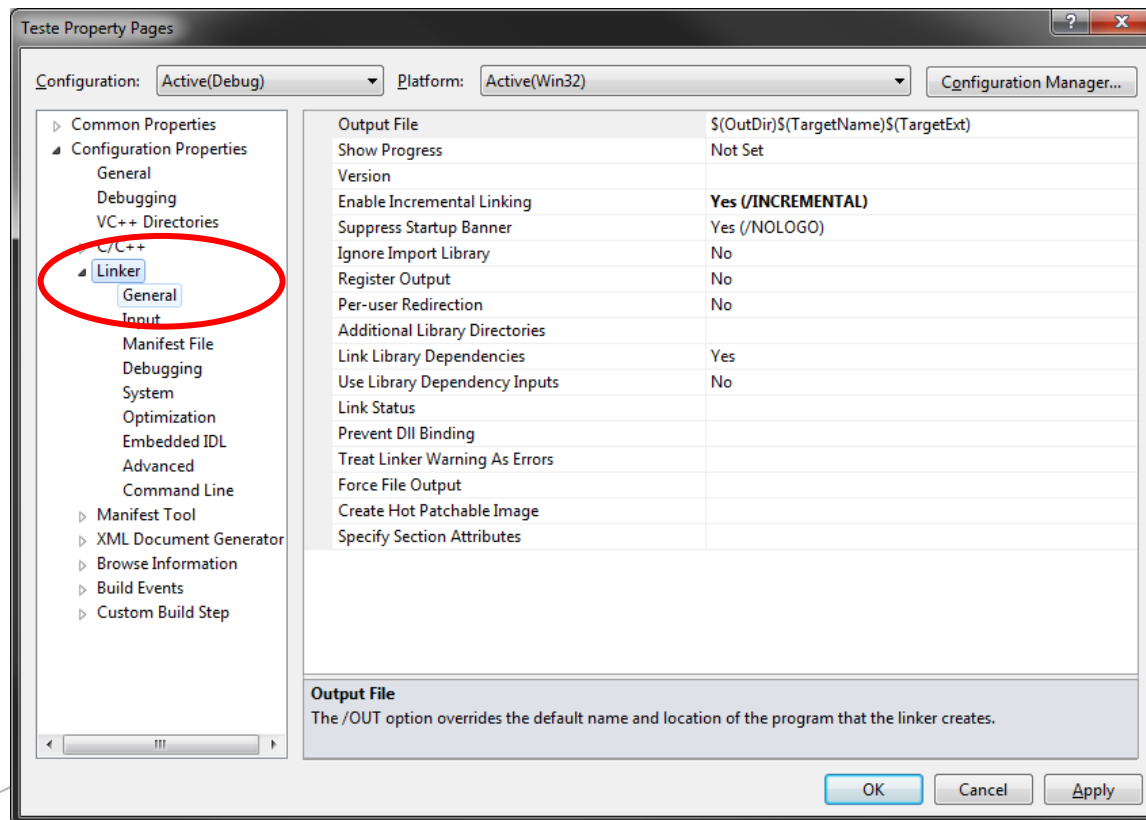 Teste Property Pages
Configuration: Active(Debug) Platform: Active(Win32) Configuration Manager...
Common Properties
Configuration Properties
General
Debugging
VC++ Directories
C/C++
Linker
General
Input
Manifest File
Debugging
System
Optimization
Embedded IDL
Advanced
Command Line
Manifest Tool
XML Document Generator
Browse Information
Build Events
Custom Build Step
Output File $(OutDir)$(TargetName)$(TargetExt)
Show Progress Not Set
Version
Enable Incremental Linking Yes (/INCREMENTAL)
Suppress Startup Banner Yes (/NOLOGO)
Ignore Import Library No
Register Output No
Per-user Redirection No
Additional Library Directories
Link Library Dependencies Yes
Use Library Dependency Inputs No
Link Status
Prevent Dll Binding
Treat Linker Warning As Errors
Force File Output
Create Hot Patchable Image
Specify Section Attributes
Output File
The /OUT option overrides the default name and location of the program that the linker creates.
OK Cancel Apply